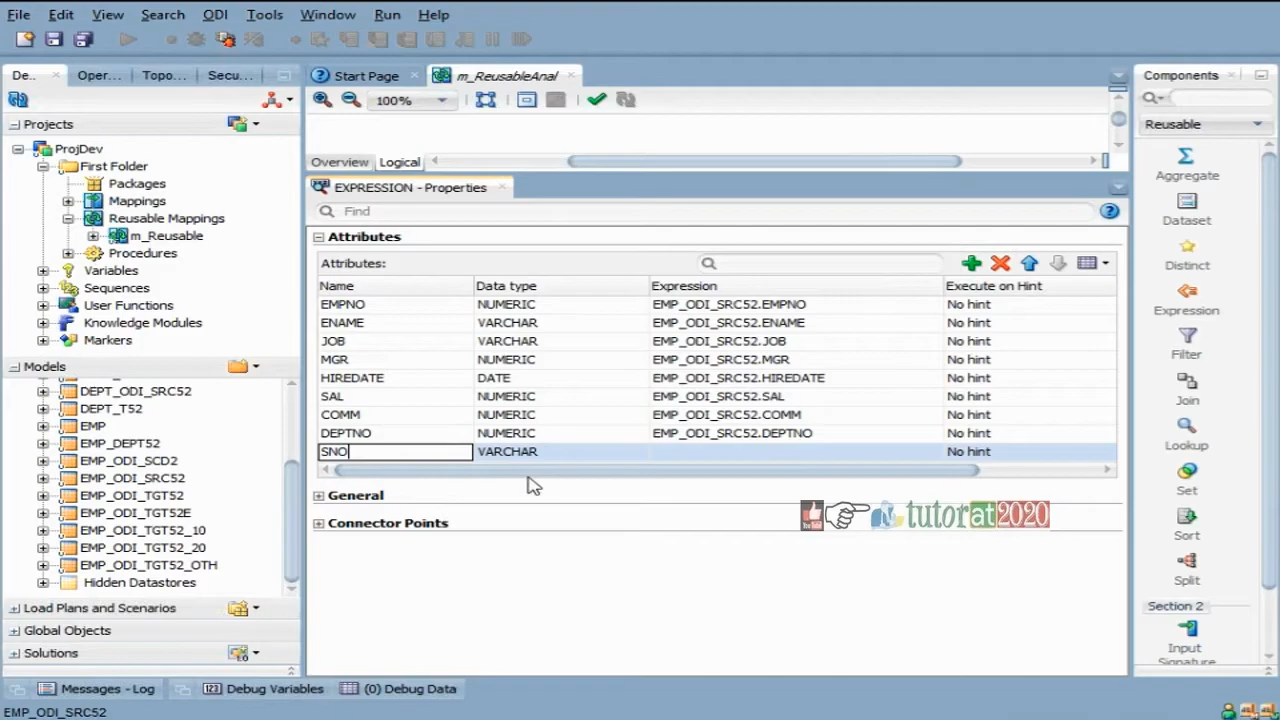 File Edit View Search ODI Tools Window Run Help
De.. Oper... Topo... Secu...
Start Page m_ReusableAnal
Components
100%
Projects
Reusable
ProjDev
First Folder
Packages
Mappings
Reusable Mappings
m_Reusable
Procedures
Variables
Sequences
User Functions
Knowledge Modules
Markers
Models
DEPT_ODI_SRC52
DEPT_T52
EMP
EMP_DEPT52
EMP_ODI_SCD2
EMP_ODI_SRC52
EMP_ODI_TGT52
EMP_ODI_TGT52E
EMP_ODI_TGT52_10
EMP_ODI_TGT52_20
EMP_ODI_TGT52_OTH
Hidden Datastores
Load Plans and Scenarios
Global Objects
Solutions
Overview Logical
EXPRESSION - Properties
Find
Attributes
Attributes:
Name Data type Expression Execute on Hint
EMPNO NUMERIC EMP_ODI_SRC52.EMPNO No hint
ENAME VARCHAR EMP_ODI_SRC52.ENAME No hint
JOB VARCHAR EMP_ODI_SRC52.JOB No hint
MGR NUMERIC EMP_ODI_SRC52.MGR No hint
HIREDATE DATE EMP_ODI_SRC52.HIREDATE No hint
SAL NUMERIC EMP_ODI_SRC52.SAL No hint
COMM NUMERIC EMP_ODI_SRC52.COMM No hint
DEPTNO NUMERIC EMP_ODI_SRC52.DEPTNO No hint
SNO VARCHAR No hint
General
Connector Points
tutorat2020
Aggregate
Dataset
Distinct
Expression
Filter
Join
Lookup
Set
Sort
Split
Section 2
Input
Signature
Messages - Log Debug Variables (0) Debug Data
EMP_ODI_SRC52